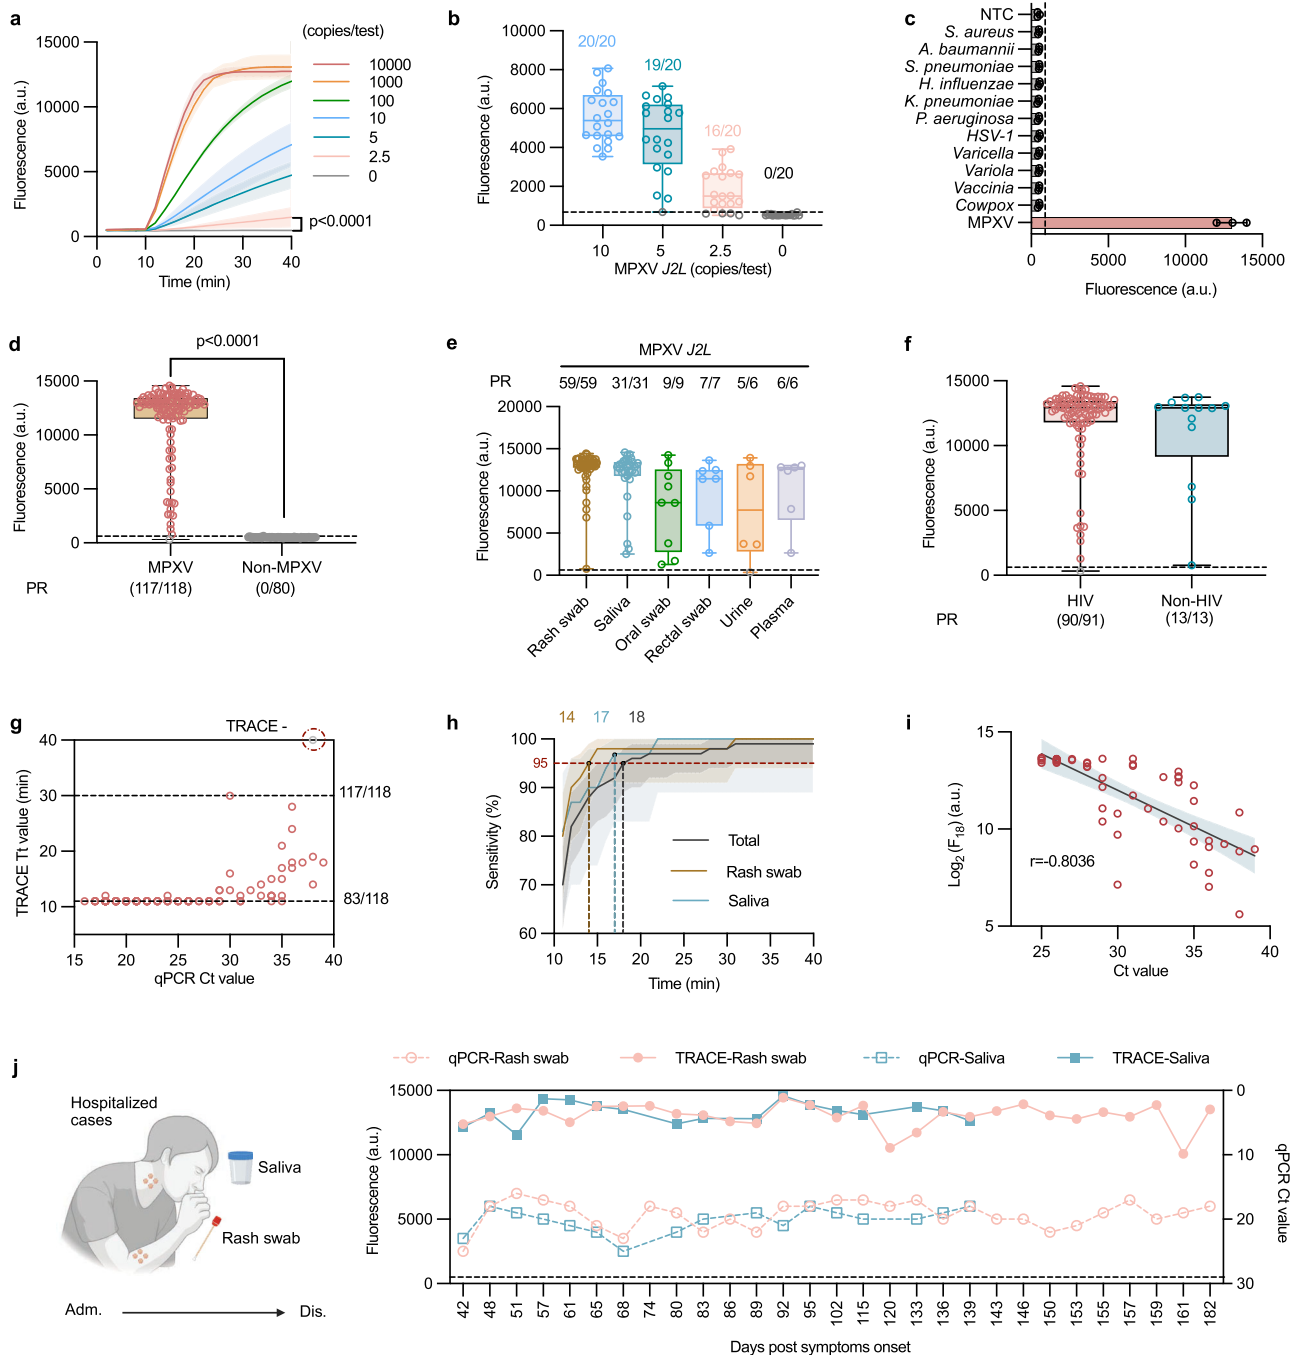 a
(copies/test)
15000
10000
5000
0
Fluorescence (a.u.)
0
10
20
30
40
Time (min)
10000
1000
100
10
5
2.5
0
p<0.0001
b
10000
8000
6000
4000
2000
0
Fluorescence (a.u.)
20/20
19/20
16/20
0/20
10
5
2.5
0
MPXV J2L (copies/test)
c
NTC
S. aureus
A. baumannii
S. pneumoniae
H. influenzae
K. pneumoniae
P. aeruginosa
HSV-1
Varicella
Variola
Vaccinia
Cowpox
MPXV
0
5000
10000
15000
Fluorescence (a.u.)
d
p<0.0001
15000
10000
5000
0
Fluorescence (a.u.)
MPXV
Non-MPXV
PR
(117/118)
(0/80)
e
MPXV J2L
PR
59/59
31/31
9/9
7/7
5/6
6/6
20000
15000
10000
5000
0
Fluorescence (a.u.)
Rash swab
Saliva
Oral swab
Rectal swab
Urine
Plasma
f
15000
10000
5000
0
Fluorescence (a.u.)
HIV
Non-HIV
PR
(90/91)
(13/13)
g
TRACE -
40
30
20
10
TRACE Tt value (min)
117/118
83/118
15
20
25
30
35
40
qPCR Ct value
h
14
17
18
100
95
90
80
70
60
Sensitivity (%)
Total
Rash swab
Saliva
10
15
20
25
30
35
40
Time (min)
i
15
10
5
Log2 (F18) (a.u.)
r=-0.8036
25
30
35
40
Ct value
j
Hospitalized
cases
Saliva
Rash swab
Adm.
Dis.
qPCR-Rash swab
TRACE-Rash swab
qPCR-Saliva
TRACE-Saliva
15000
10000
5000
0
Fluorescence (a.u.)
0
10
20
30
qPCR Ct value
42
48
51
57
61
65
68
74
80
83
86
89
92
95
102
115
120
133
136
139
143
146
150
153
155
157
159
161
182
Days post symptoms onset